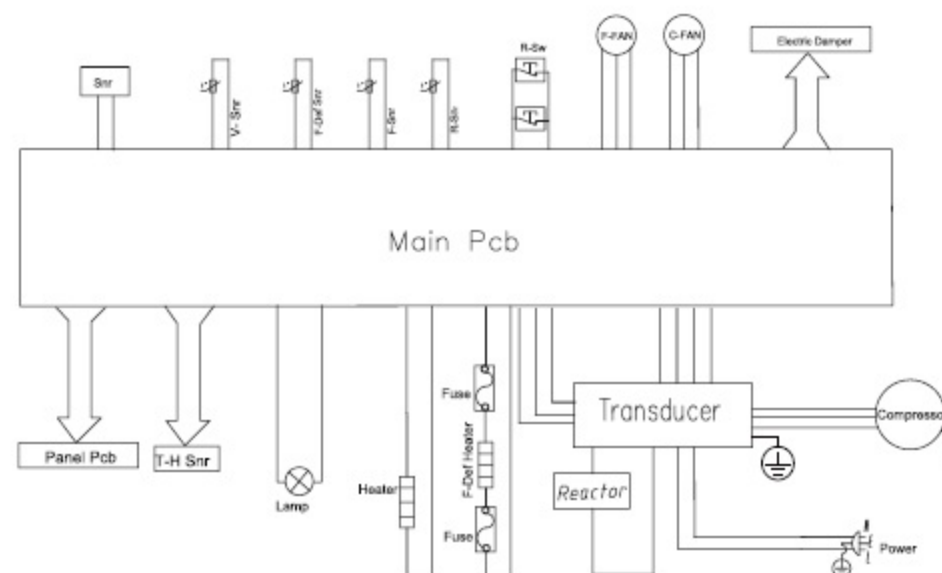 R-Sw
F-FAN
C-FAN
Electric Damper
Snr
V- Snr
F-Def Snr
F-Snr
R-Snr
Main Pcb
Fuse
Transducer
Compressor
Panel Pcb
T-H Snr
F-Def Heater
Heater
Reactor
Lamp
Fuse
Power